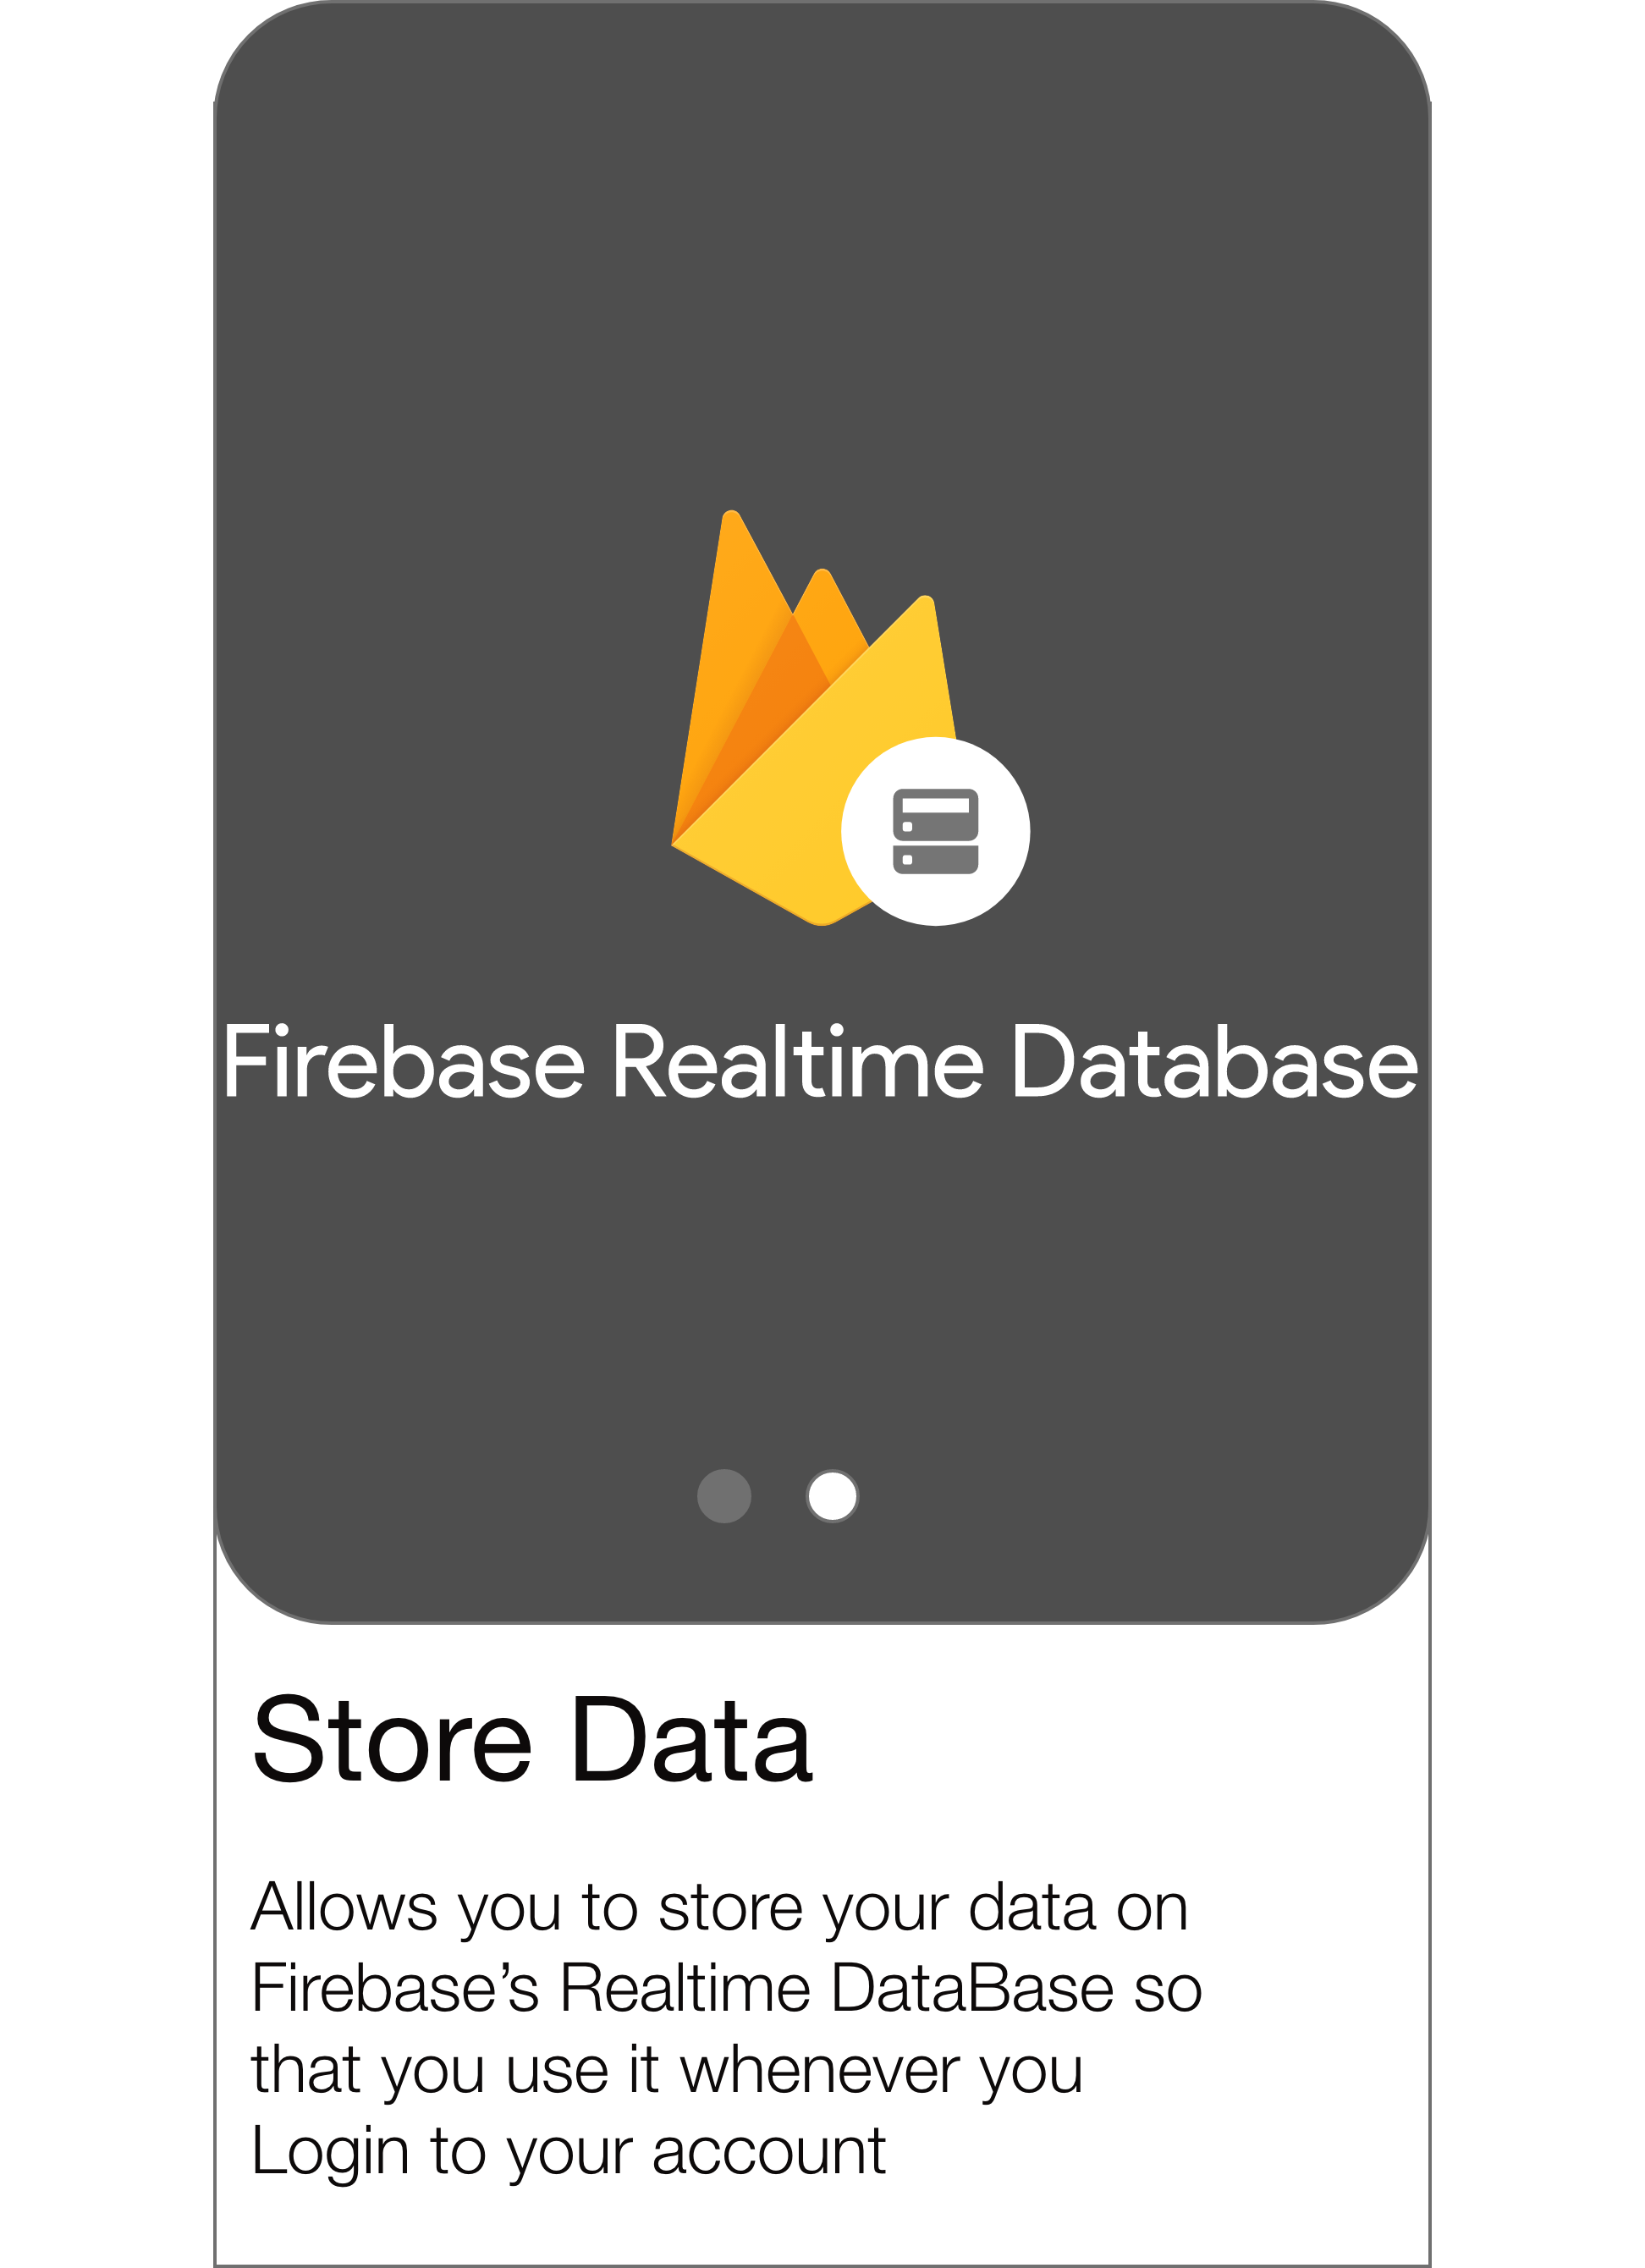 Firebase Realtime Database
Store Data
Allows you to store your data on
Firebase’s Realtime DataBase so
that you use it whenever you
Login to your account